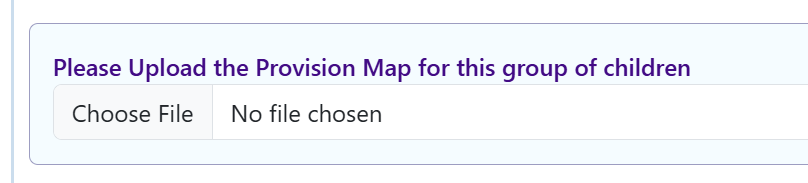 Please Upload the Provision Map for this group of children
Choose File No file chosen